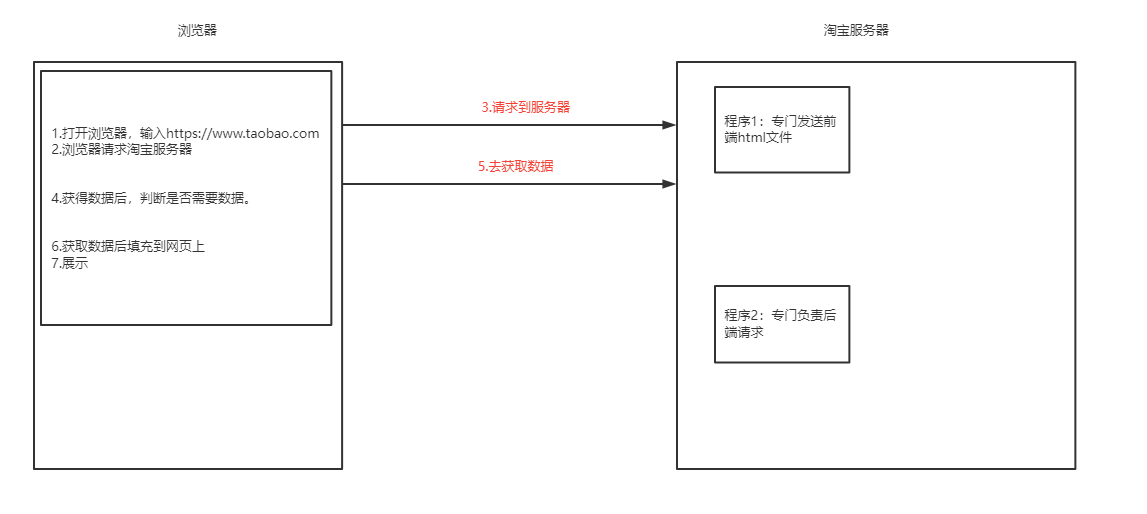 浏览器
淘宝服务器
1.打开浏览器，输入https://www.taobao.com
2.浏览器请求淘宝服务器
4.获得数据后，判断是否需要数据。
6.获取数据后填充到网页上
7.展示
3.请求到服务器
5.去获取数据
程序1：专门发送前
端html文件
程序2：专门负责后
端请求